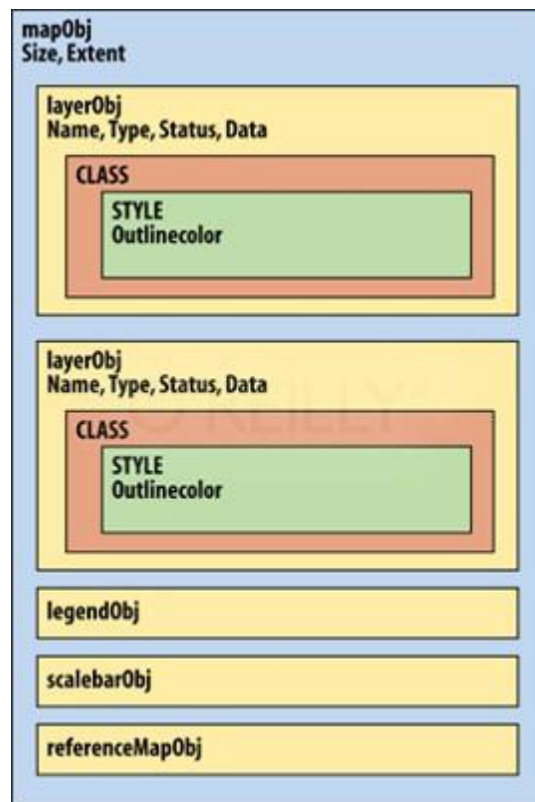 mapObj
Size, Extent
layerObj
Name, Type, Status, Data
CLASS
STYLE
Outlinecolor
layerObj
Name, Type, Status, Data
O'REILLY
CLASS
STYLE
Outlinecolor
legendObj
scalebarObj
referenceMapObj